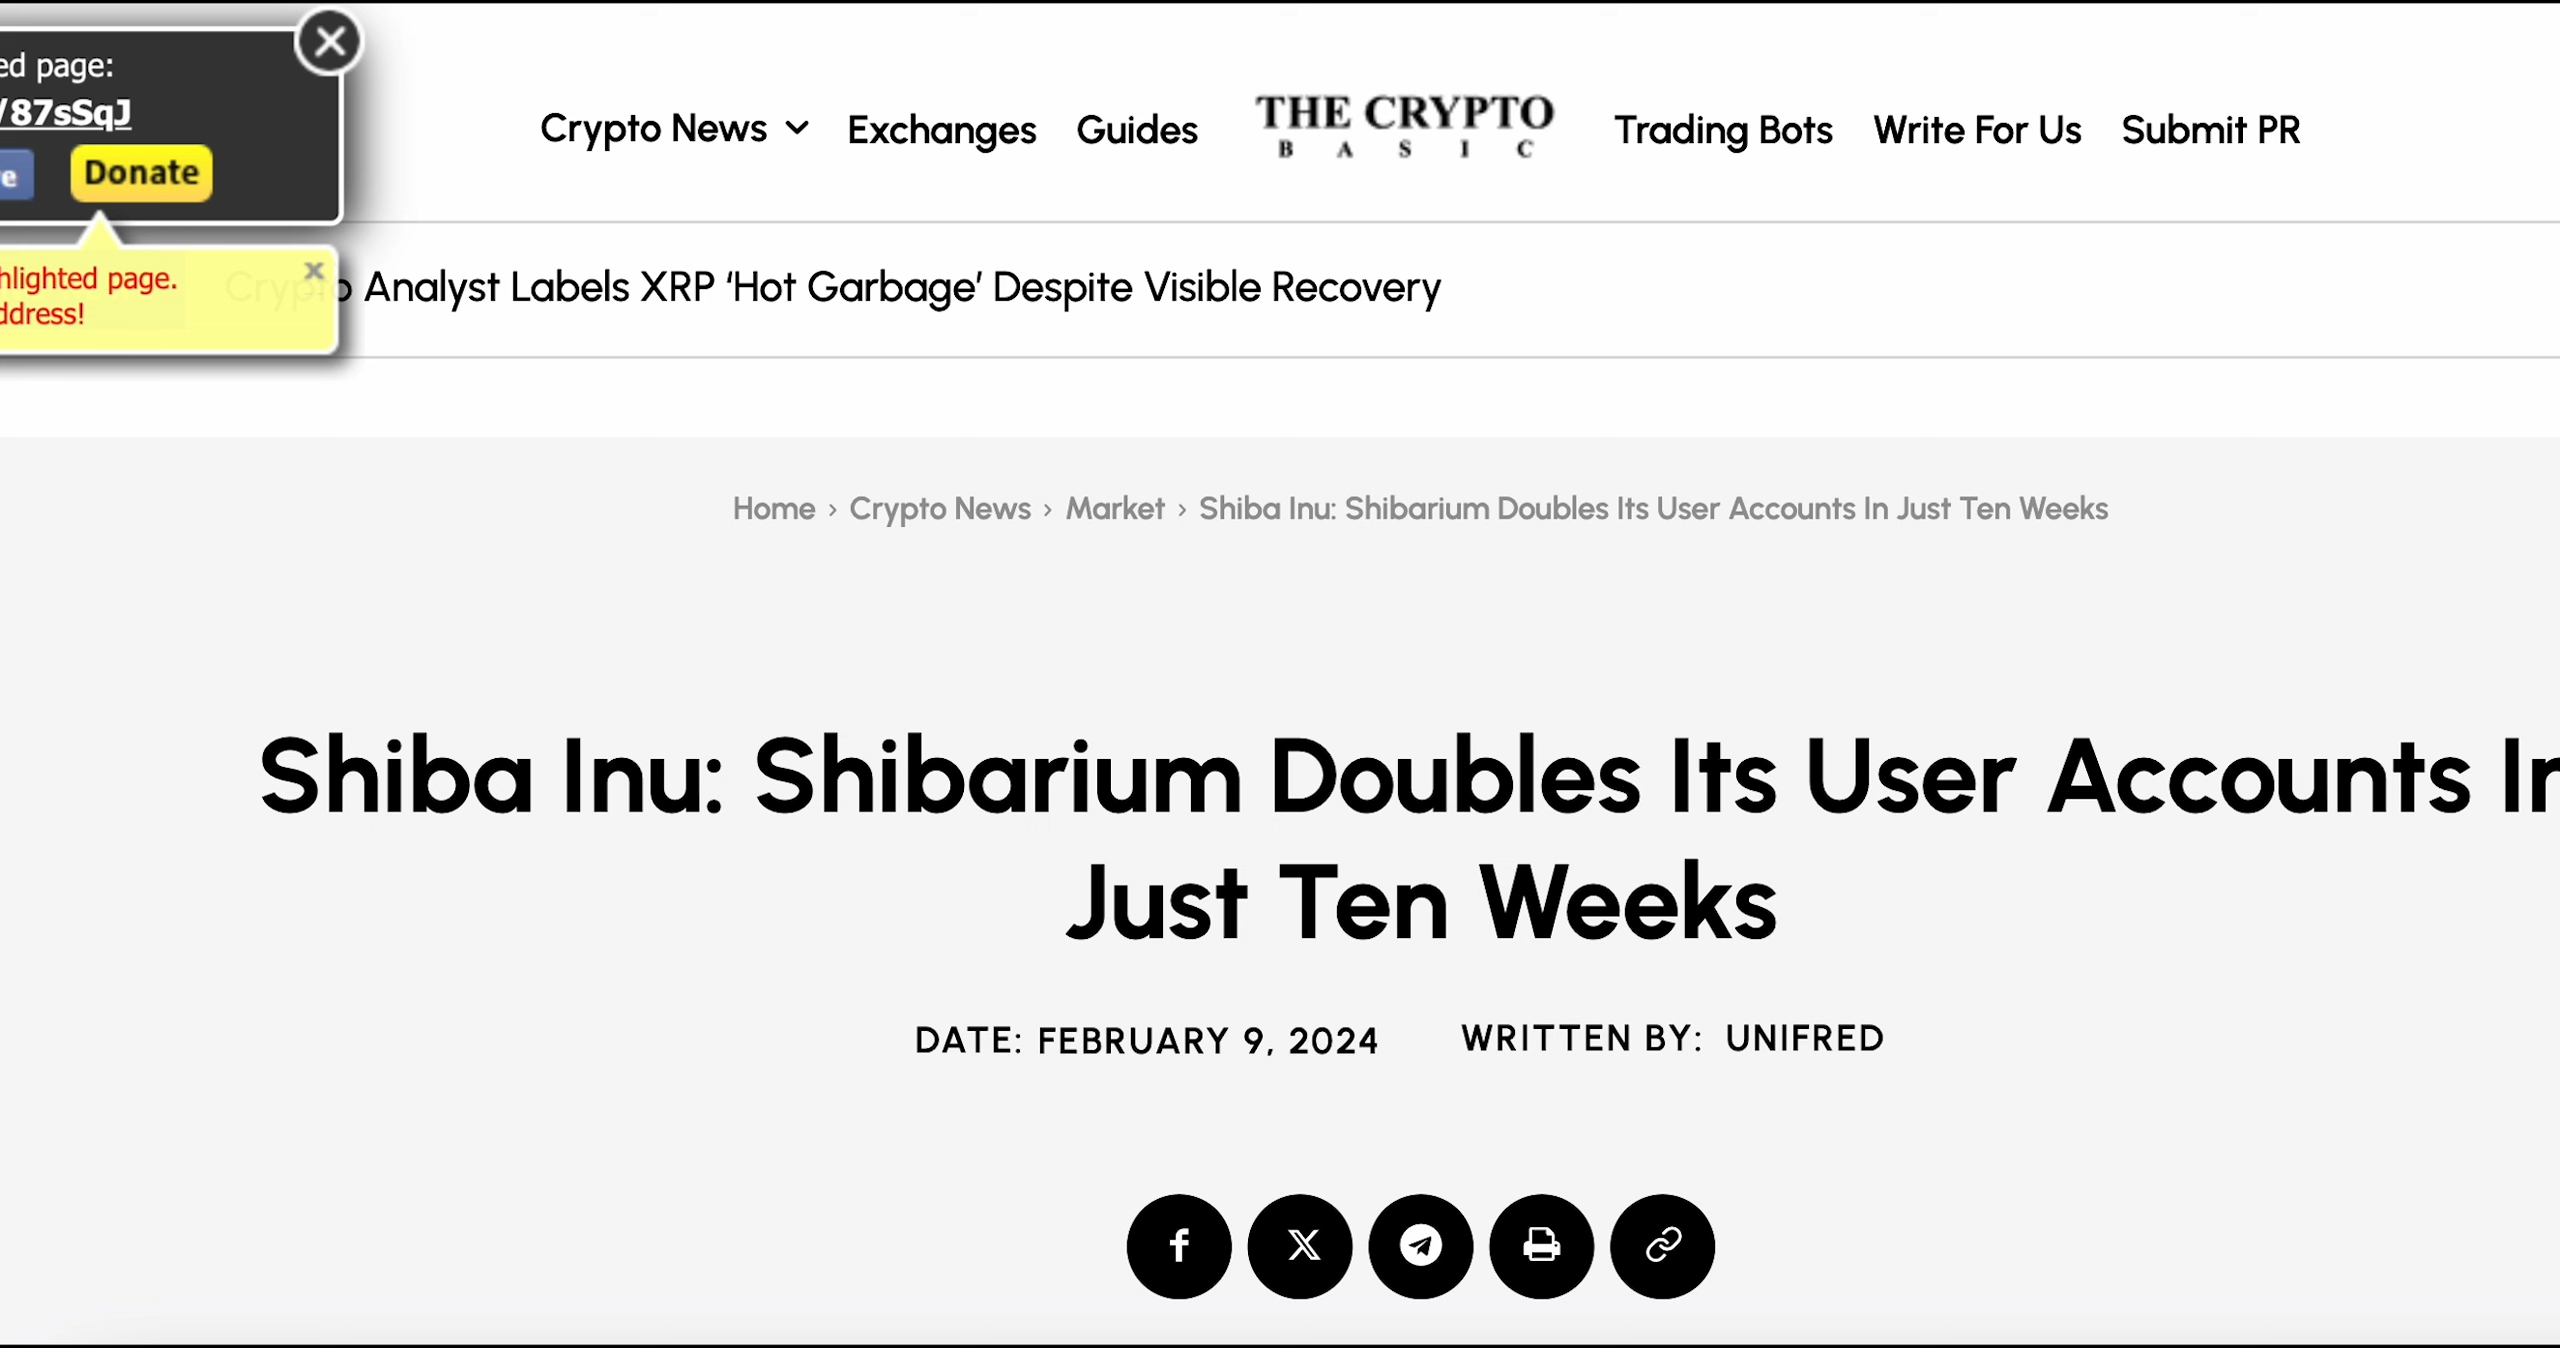 ed page:
/87sSqJ
e Donate
hlighted page.
ddress!
Crypto News Exchanges Guides THE CRYPTO BASIC Trading Bots Write For Us Submit PR
Crypto Analyst Labels XRP ‘Hot Garbage’ Despite Visible Recovery
Home › Crypto News › Market › Shiba Inu: Shibarium Doubles Its User Accounts In Just Ten Weeks
Shiba Inu: Shibarium Doubles Its User Accounts In
Just Ten Weeks
DATE: FEBRUARY 9, 2024 WRITTEN BY: UNIFRED